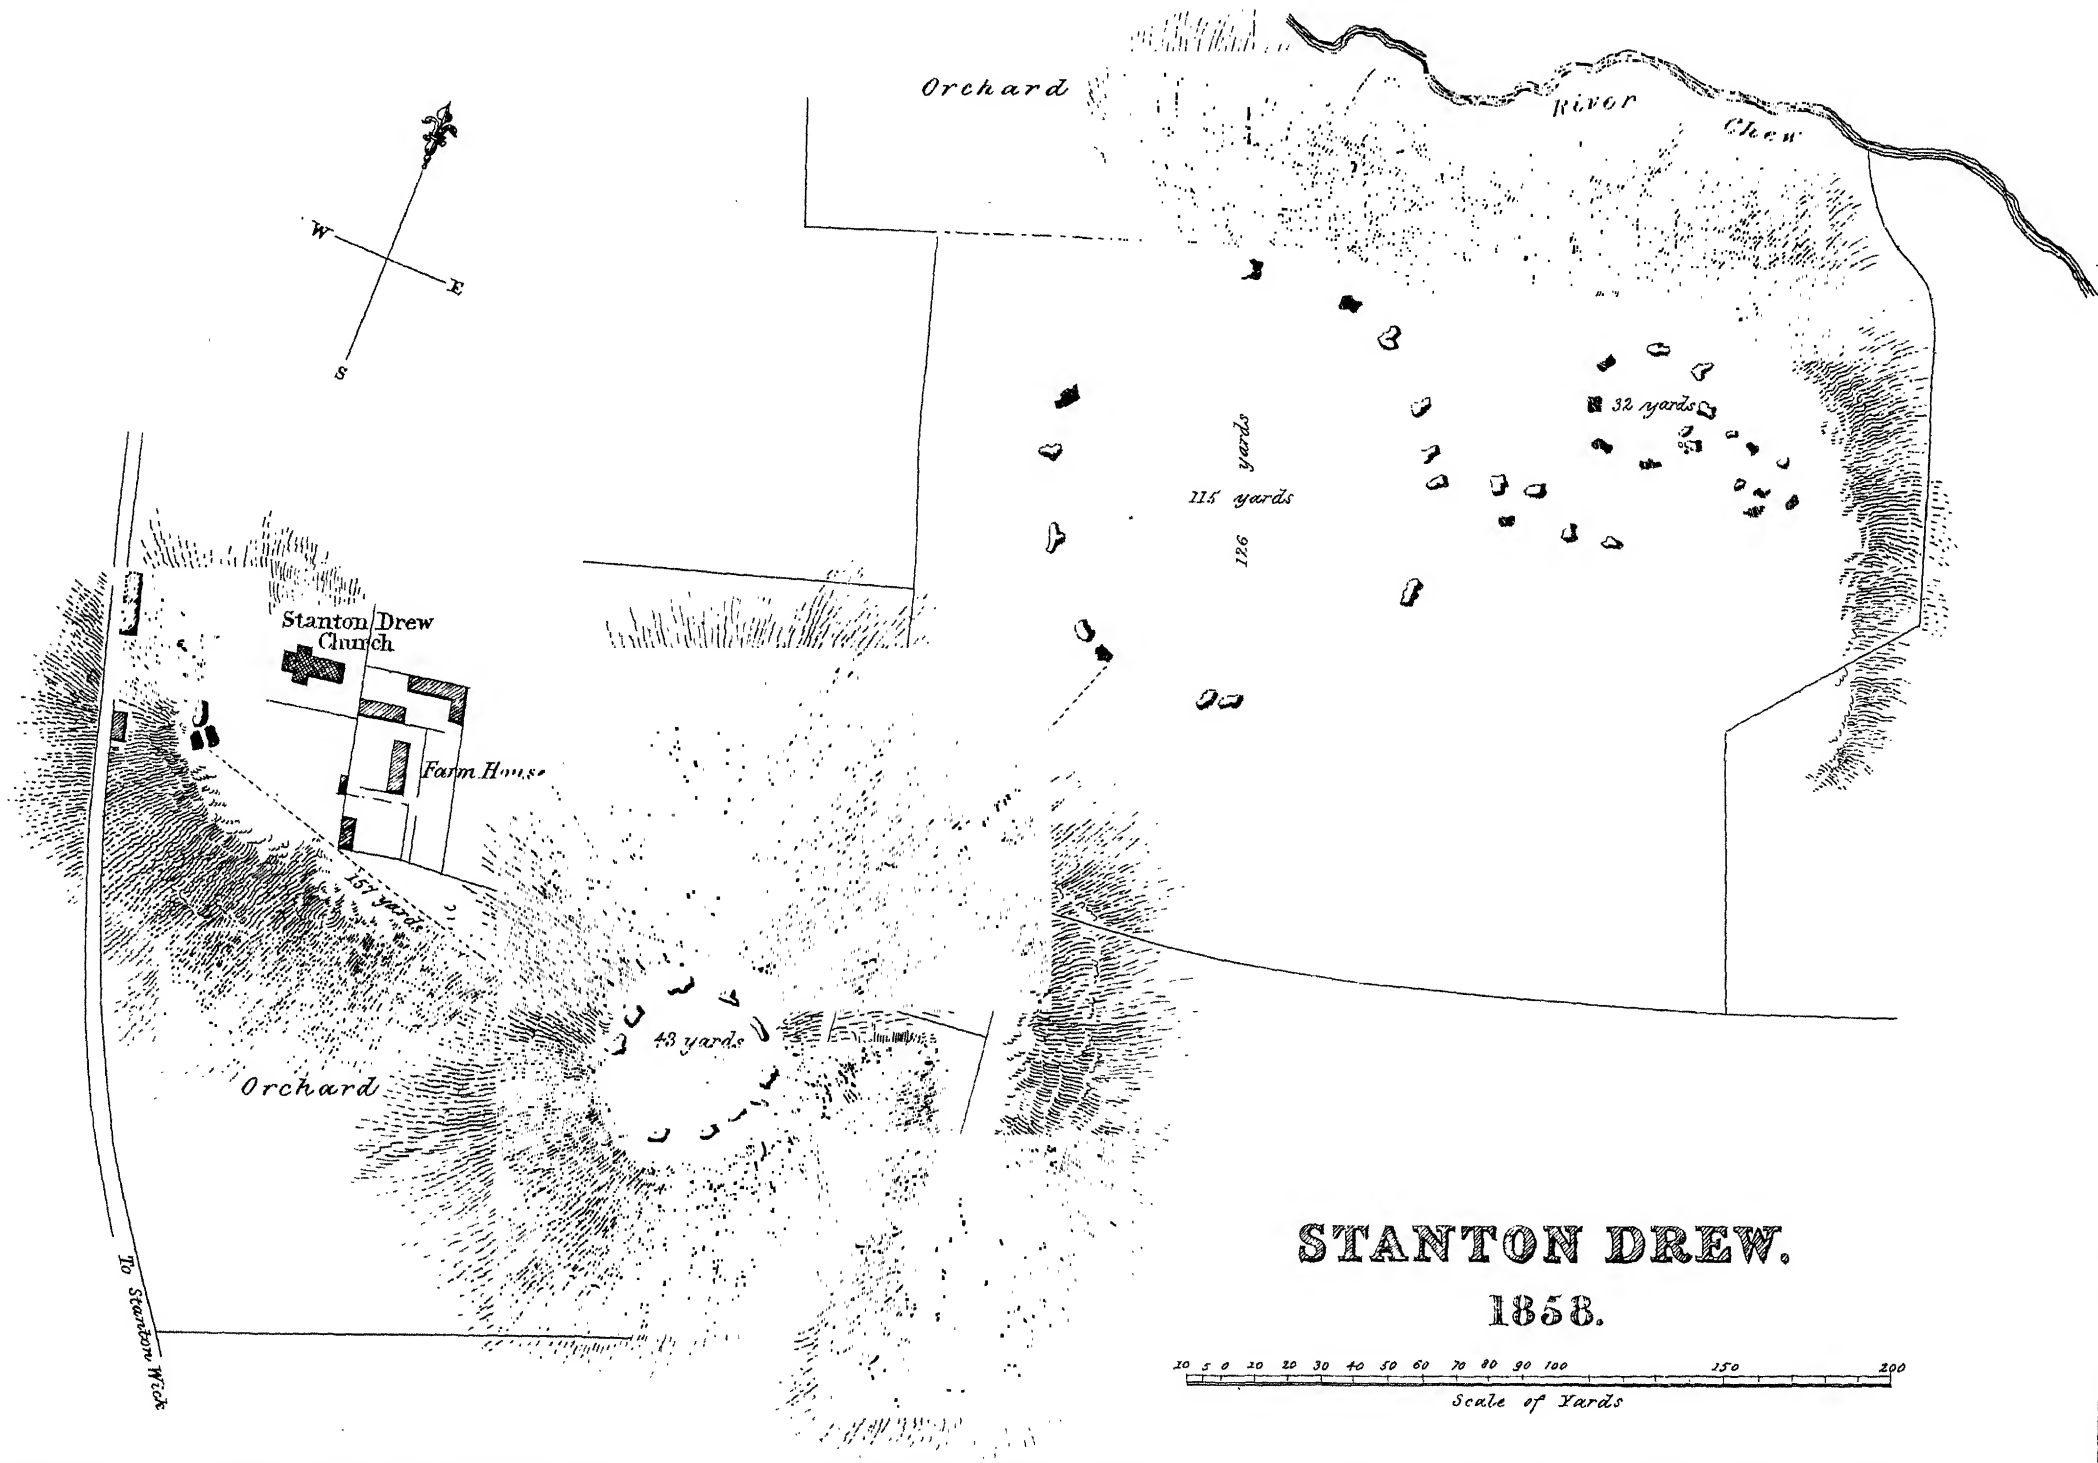 Orchard
River Chew
W
E
S
32 yards
115 yards
126 yards
Stanton Drew
Church
Farm House
157 yards
43 yards
Orchard
To Stanton Wick
STANTON DREW.
1858.
10 5 0 10 20 30 40 50 60 70 80 90 100 150 200
Scale of Yards